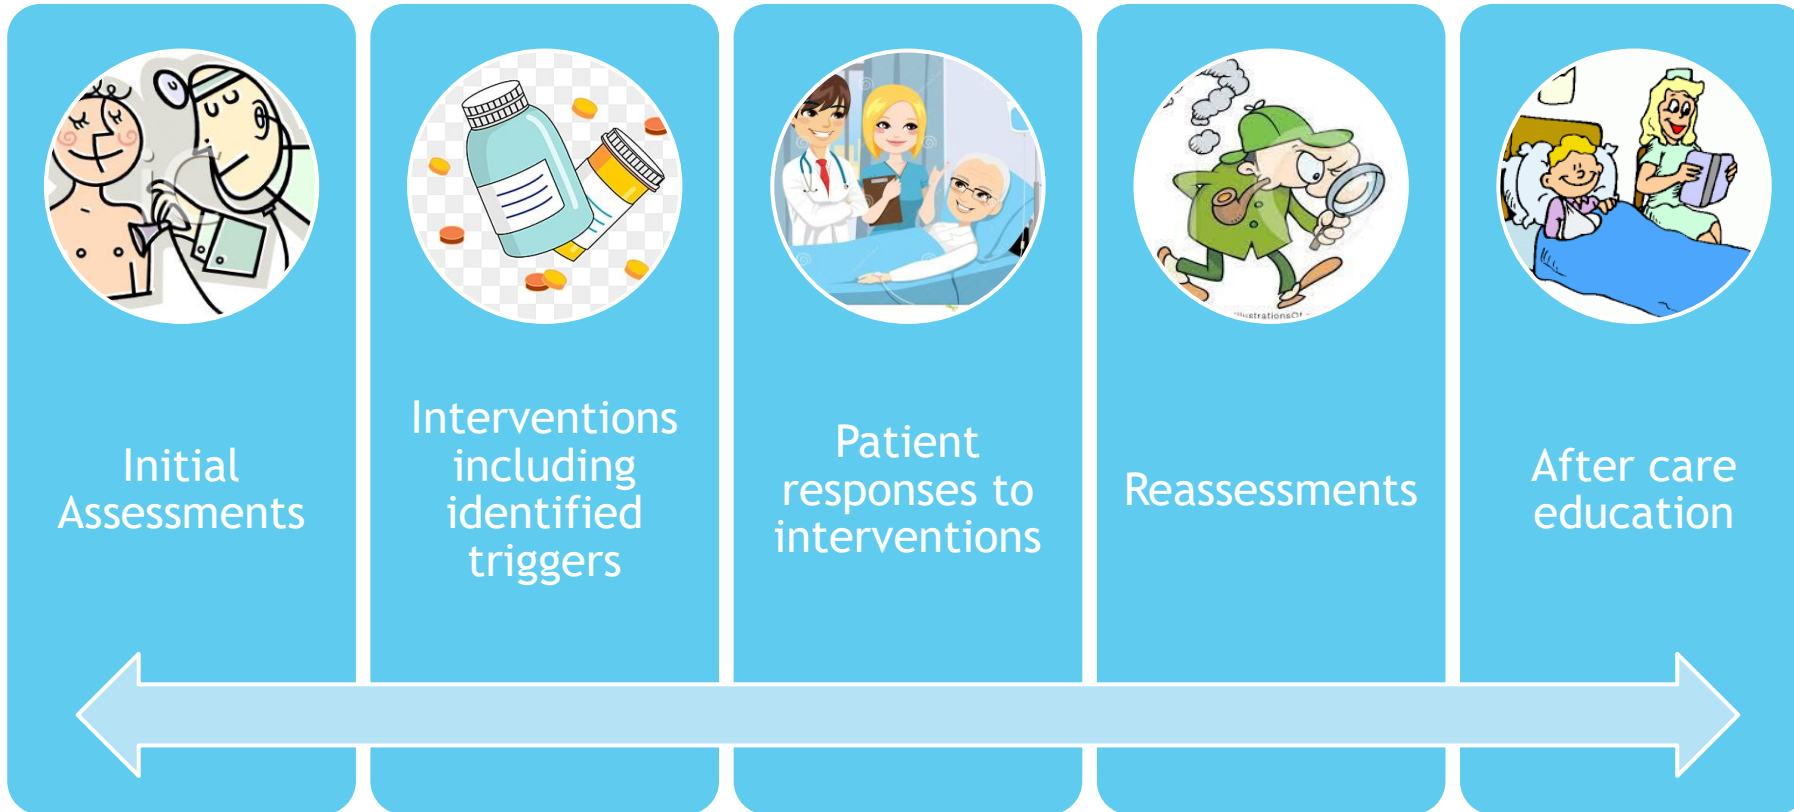 Initial
Assessments
Interventions
including
identified
triggers
Patient
responses to
interventions
Reassessments
After care
education